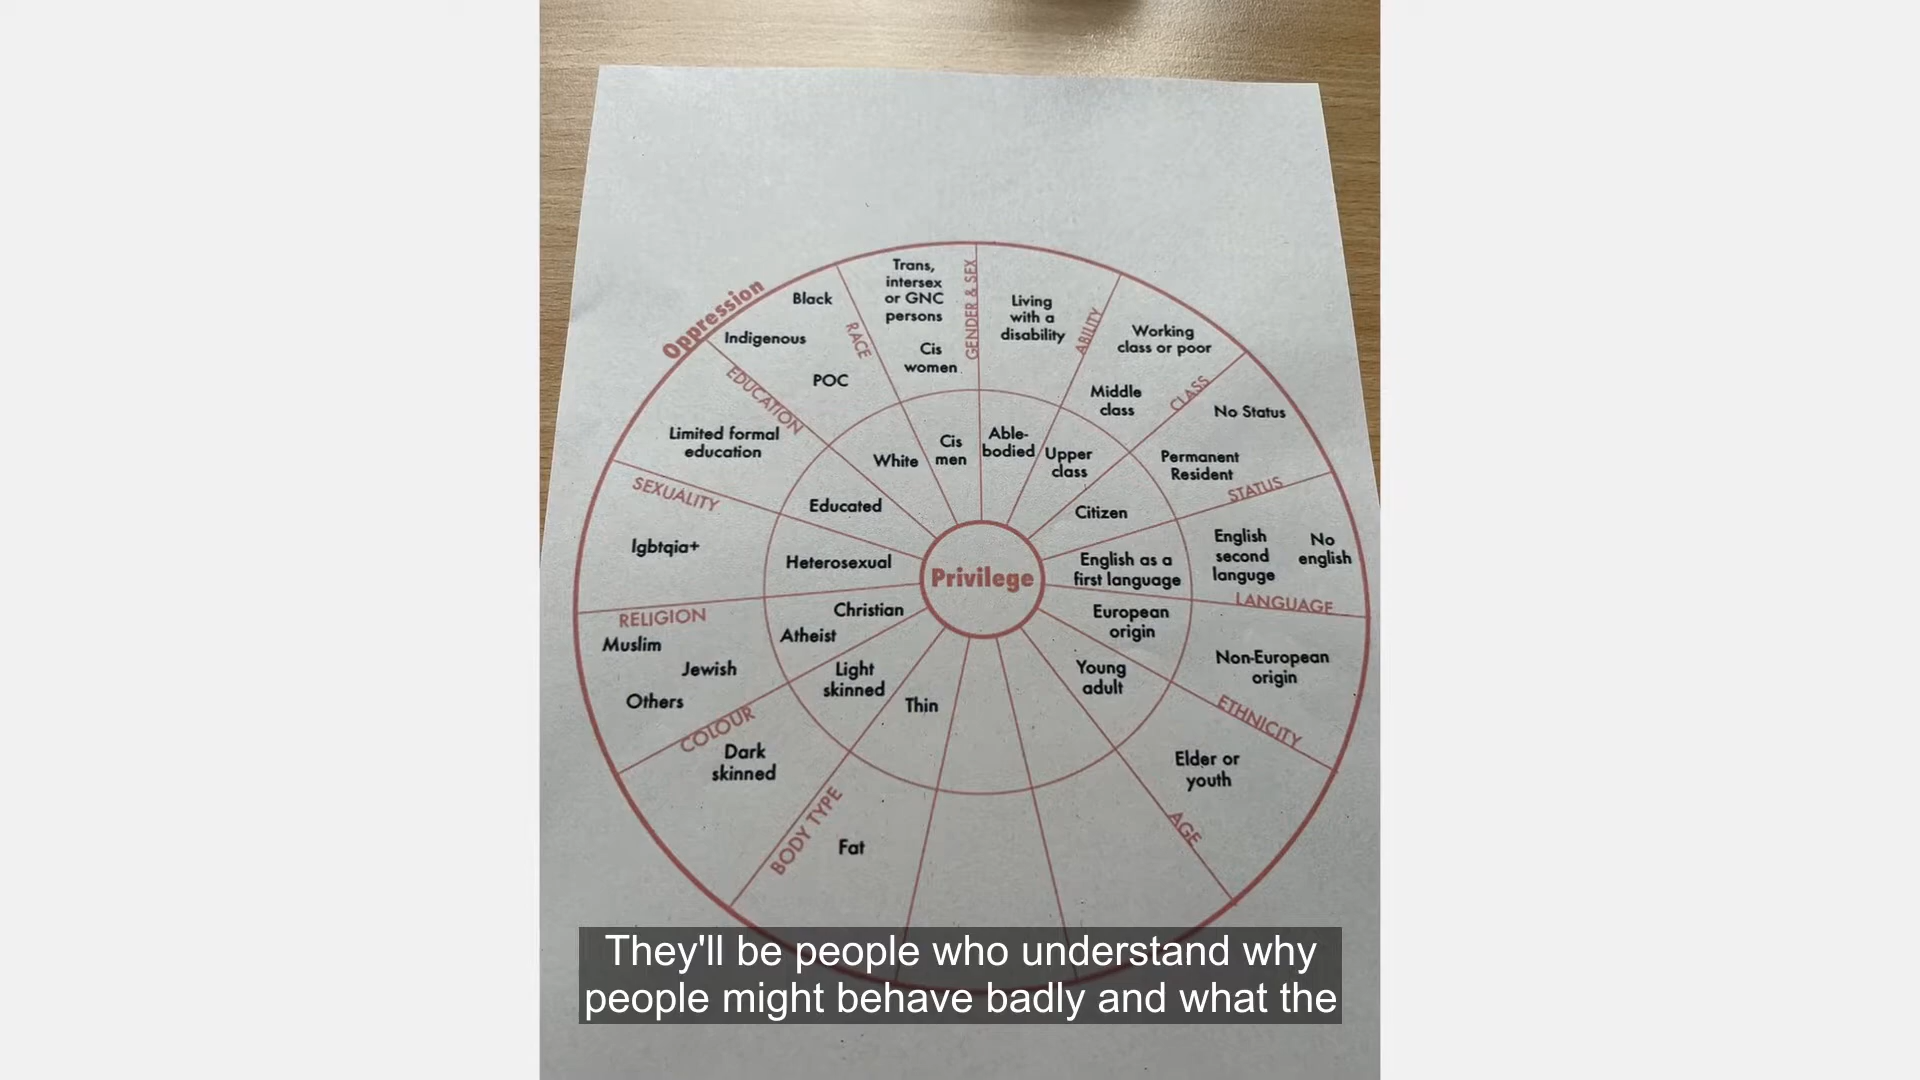 Oppression
Black
Indigenous
POC
RACE
Trans,
intersex
or GNC
persons
Cis
women
GENDER & SEX
Living
with a
disability
ABILITY
Working
class or poor
Middle
class
CLASS
No Status
Permanent
Resident
STATUS
English
second
languge
No
english
LANGUAGE
Non-European
origin
ETHNICITY
Elder or
youth
AGE
Fat
BODY TYPE
Dark
skinned
COLOUR
Muslim
Jewish
Others
RELIGION
lgbtqia+
SEXUALITY
Limited formal
education
EDUCATION
White
Cis
men
Able-
bodied
Upper
class
Citizen
English as a
first language
European
origin
Young
adult
Thin
Light
skinned
Christian
Atheist
Heterosexual
Educated
Privilege
They'll be people who understand why
people might behave badly and what the